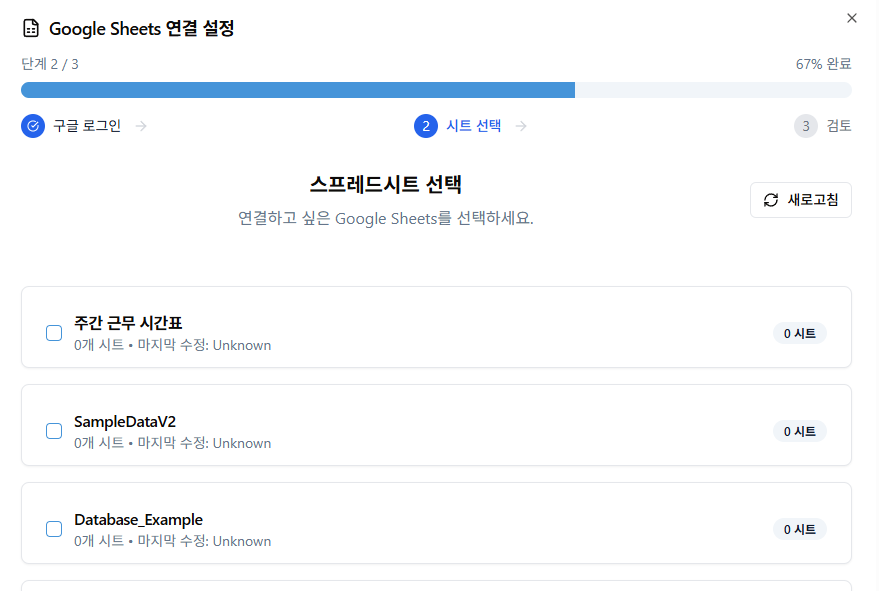 Google Sheets 연결 설정
단계 2 / 3
67% 완료
구글 로그인
2 시트 선택
3 검토
스프레드시트 선택
연결하고 싶은 Google Sheets를 선택하세요.
새로고침
주간 근무 시간표
0개 시트 • 마지막 수정: Unknown
0 시트
SampleDataV2
0개 시트 • 마지막 수정: Unknown
0 시트
Database_Example
0개 시트 • 마지막 수정: Unknown
0 시트